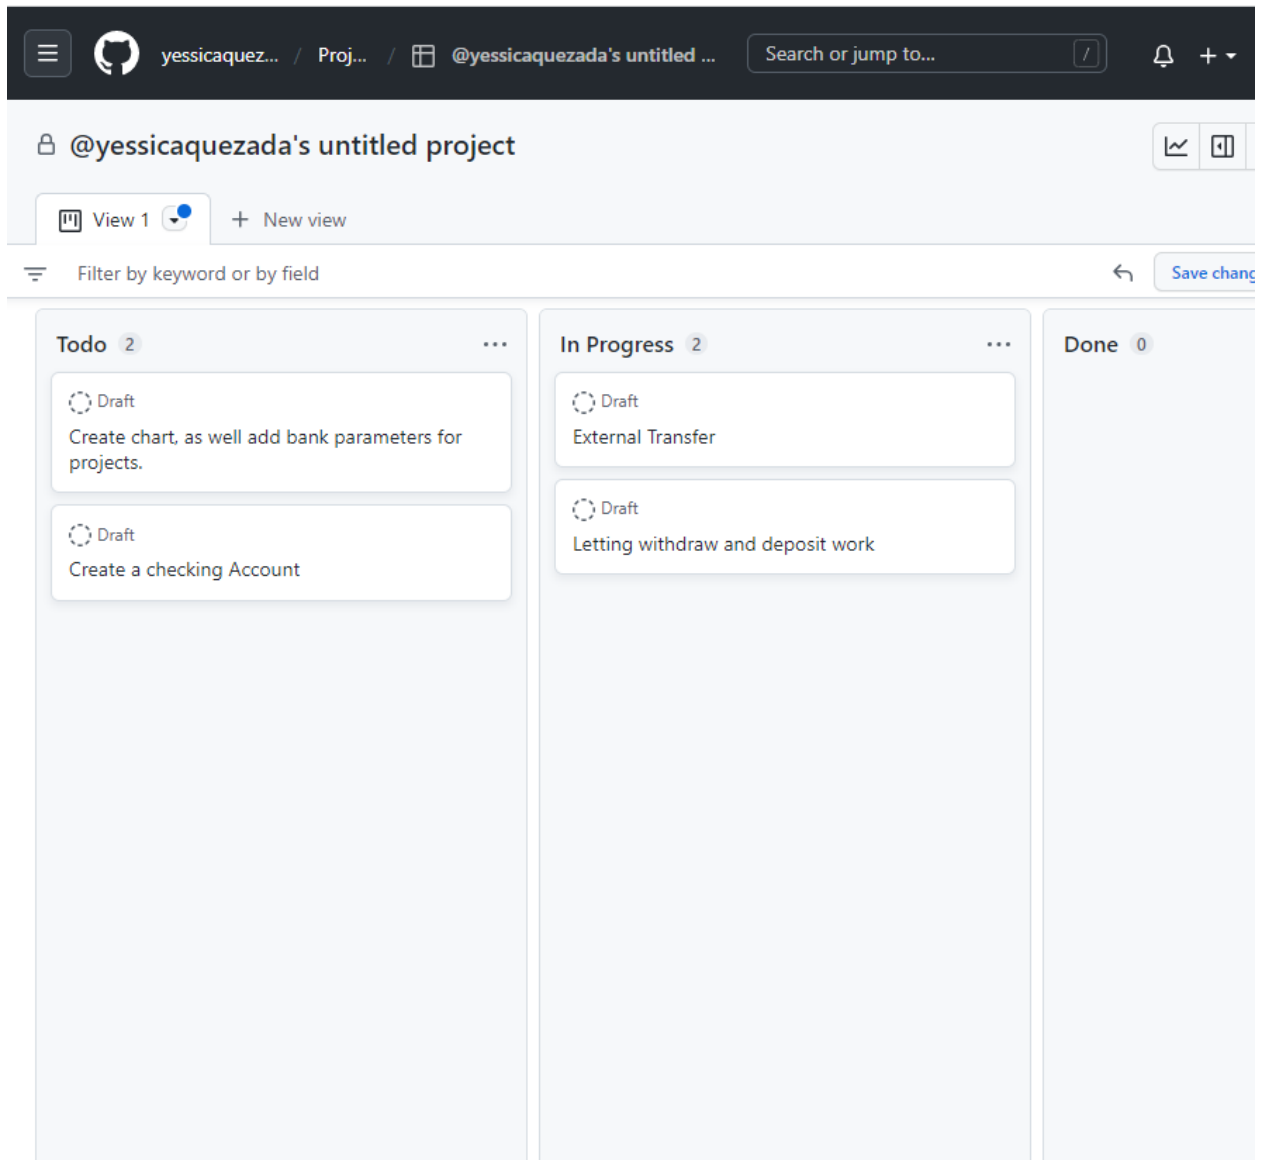 yessicaquez... / Proj... / @yessicaquezada's untitled ... Search or jump to... /
@yessicaquezada's untitled project
View 1 New view
Filter by keyword or by field Save chang
Todo 2
Draft
Create chart, as well add bank parameters for
projects.
Draft
Create a checking Account
In Progress 2
Draft
External Transfer
Draft
Letting withdraw and deposit work
Done 0